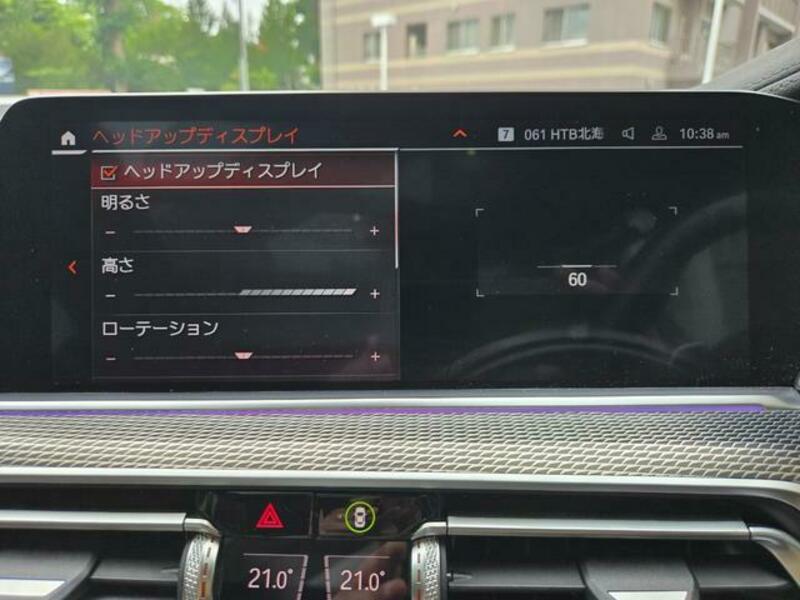 ヘッドアップディスプレイ
7 061 HTB北海 10:38 am
ヘッドアップディスプレイ
明るさ
− +
高さ
− +
ローテーション
− +
60
21.0° 21.0°